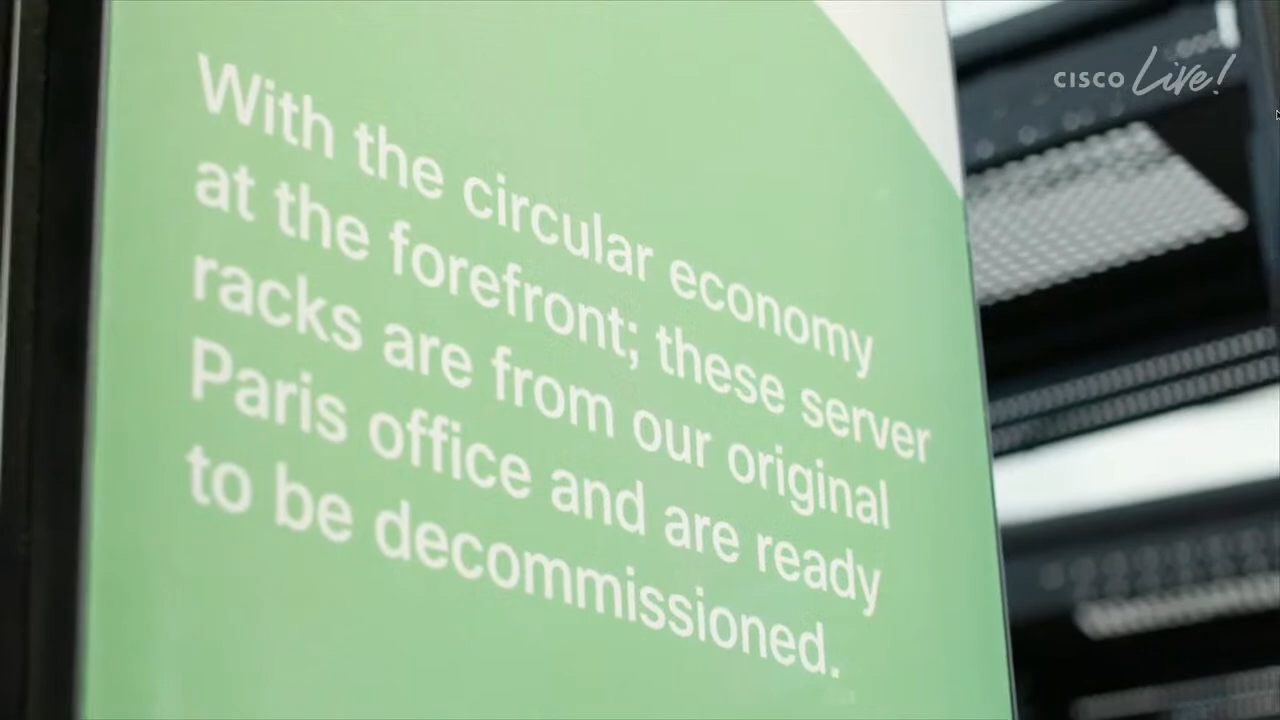 CISCO Live!
With the circular economy
at the forefront; these server
racks are from our original
Paris office and are ready
to be decommissioned.